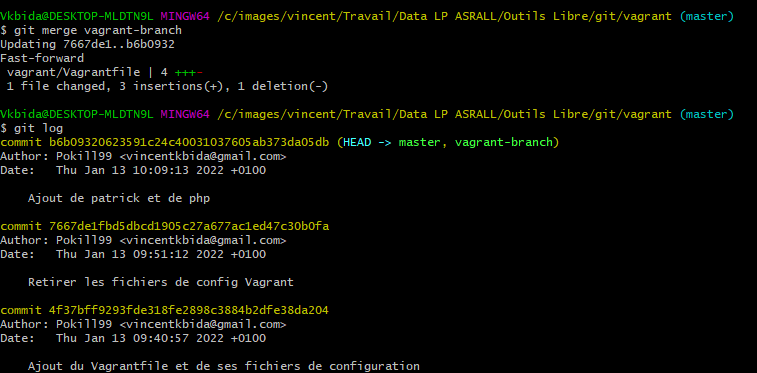 Vkbida@DESKTOP-MLDTN9L MINGW64 /c/images/vincent/Travail/Data LP ASRALL/Outils Libre/git/vagrant (master)
$ git merge vagrant-branch
Updating 7667de1..b6b0932
Fast-forward
 vagrant/Vagrantfile | 4 +++-
 1 file changed, 3 insertions(+), 1 deletion(-)
Vkbida@DESKTOP-MLDTN9L MINGW64 /c/images/vincent/Travail/Data LP ASRALL/Outils Libre/git/vagrant (master)
$ git log
commit b6b09320623591c24c40031037605ab373da05db (HEAD -> master, vagrant-branch)
Author: Pokill99 <vincentkbida@gmail.com>
Date:   Thu Jan 13 10:09:13 2022 +0100
    Ajout de patrick et de php
commit 7667de1fbd5dbcd1905c27a677ac1ed47c30b0fa
Author: Pokill99 <vincentkbida@gmail.com>
Date:   Thu Jan 13 09:51:12 2022 +0100
    Retirer les fichiers de config Vagrant
commit 4f37bff9293fde318fe2898c3884b2dfe38da204
Author: Pokill99 <vincentkbida@gmail.com>
Date:   Thu Jan 13 09:40:57 2022 +0100
    Ajout du Vagrantfile et de ses fichiers de configuration